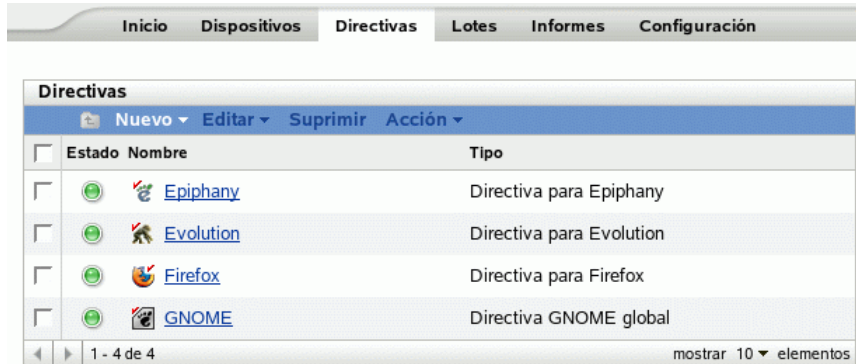 Inicio Dispositivos Directivas Lotes Informes Configuración
Directivas
Nuevo Editar Suprimir Acción
Estado Nombre Tipo
Epiphany Directiva para Epiphany
Evolution Directiva para Evolution
Firefox Directiva para Firefox
GNOME Directiva GNOME global
1 - 4 de 4 mostrar 10 elementos